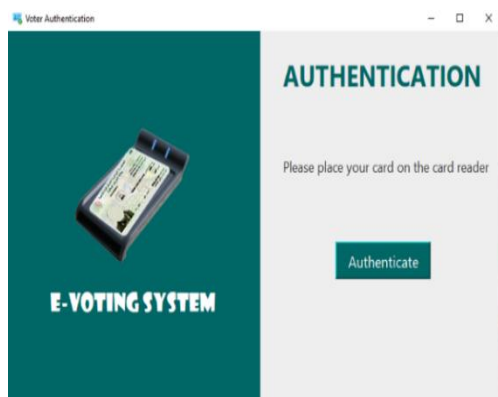 Voter Authentication
AUTHENTICATION
Please place your card on the card reader
Authenticate
E-VOTING SYSTEM